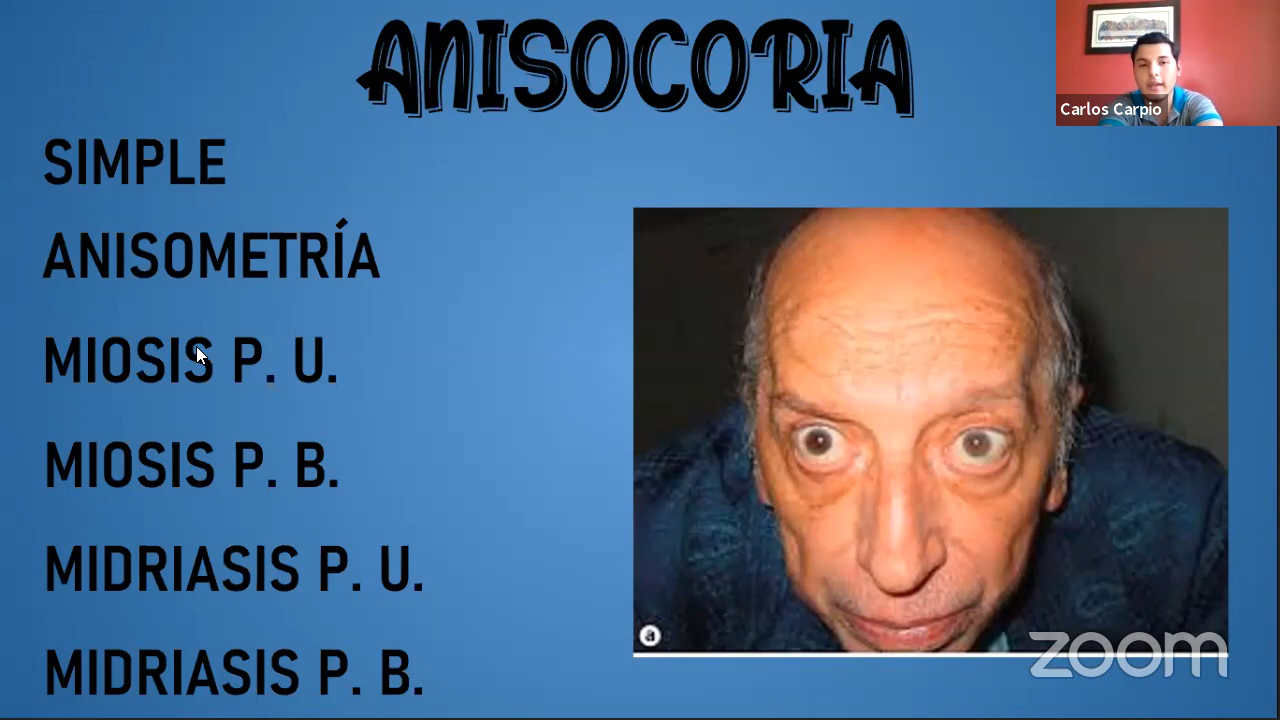 ANISOCORIA
Carlos Carpio
SIMPLE
ANISOMETRÍA
MIOSIS P. U.
MIOSIS P. B.
MIDRIASIS P. U.
MIDRIASIS P. B.
a
zoom